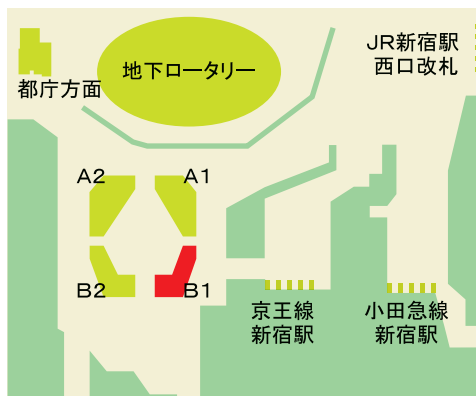 JR新宿駅
西口改札
地下ロータリー
都庁方面
A2
A1
B2
B1
京王線
新宿駅
小田急線
新宿駅